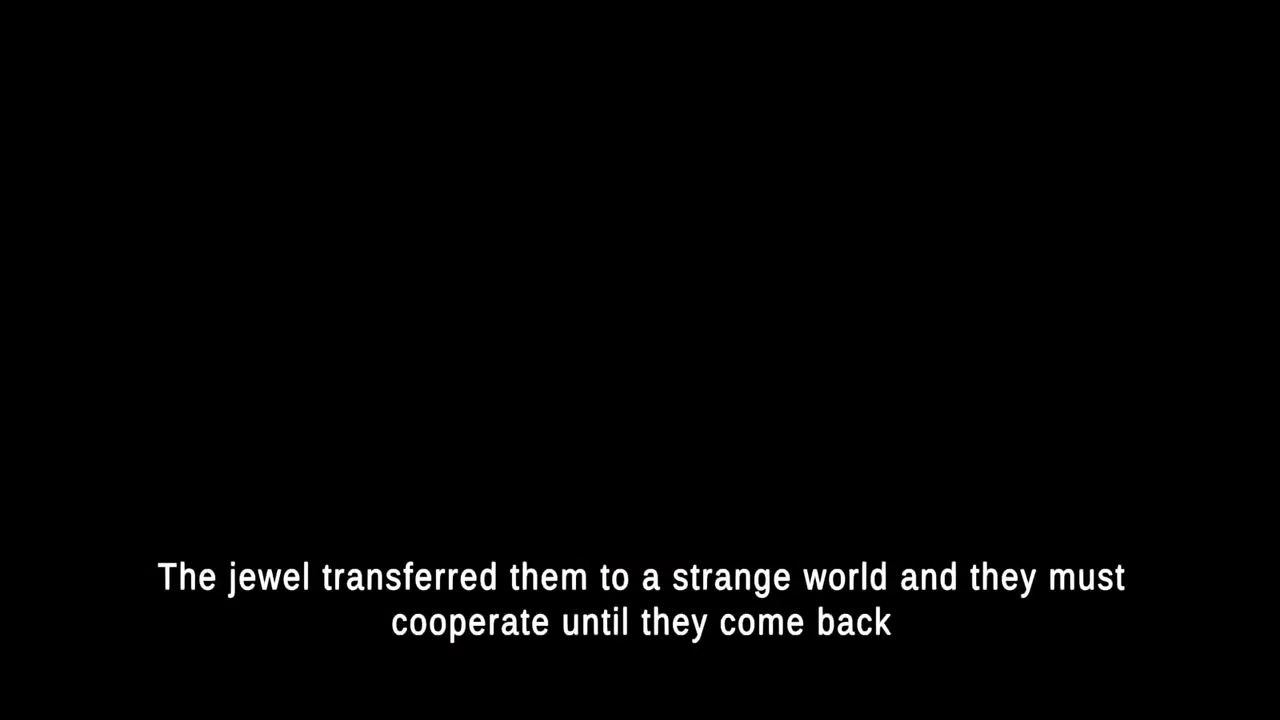 The jewel transferred them to a strange world and they must
cooperate until they come back